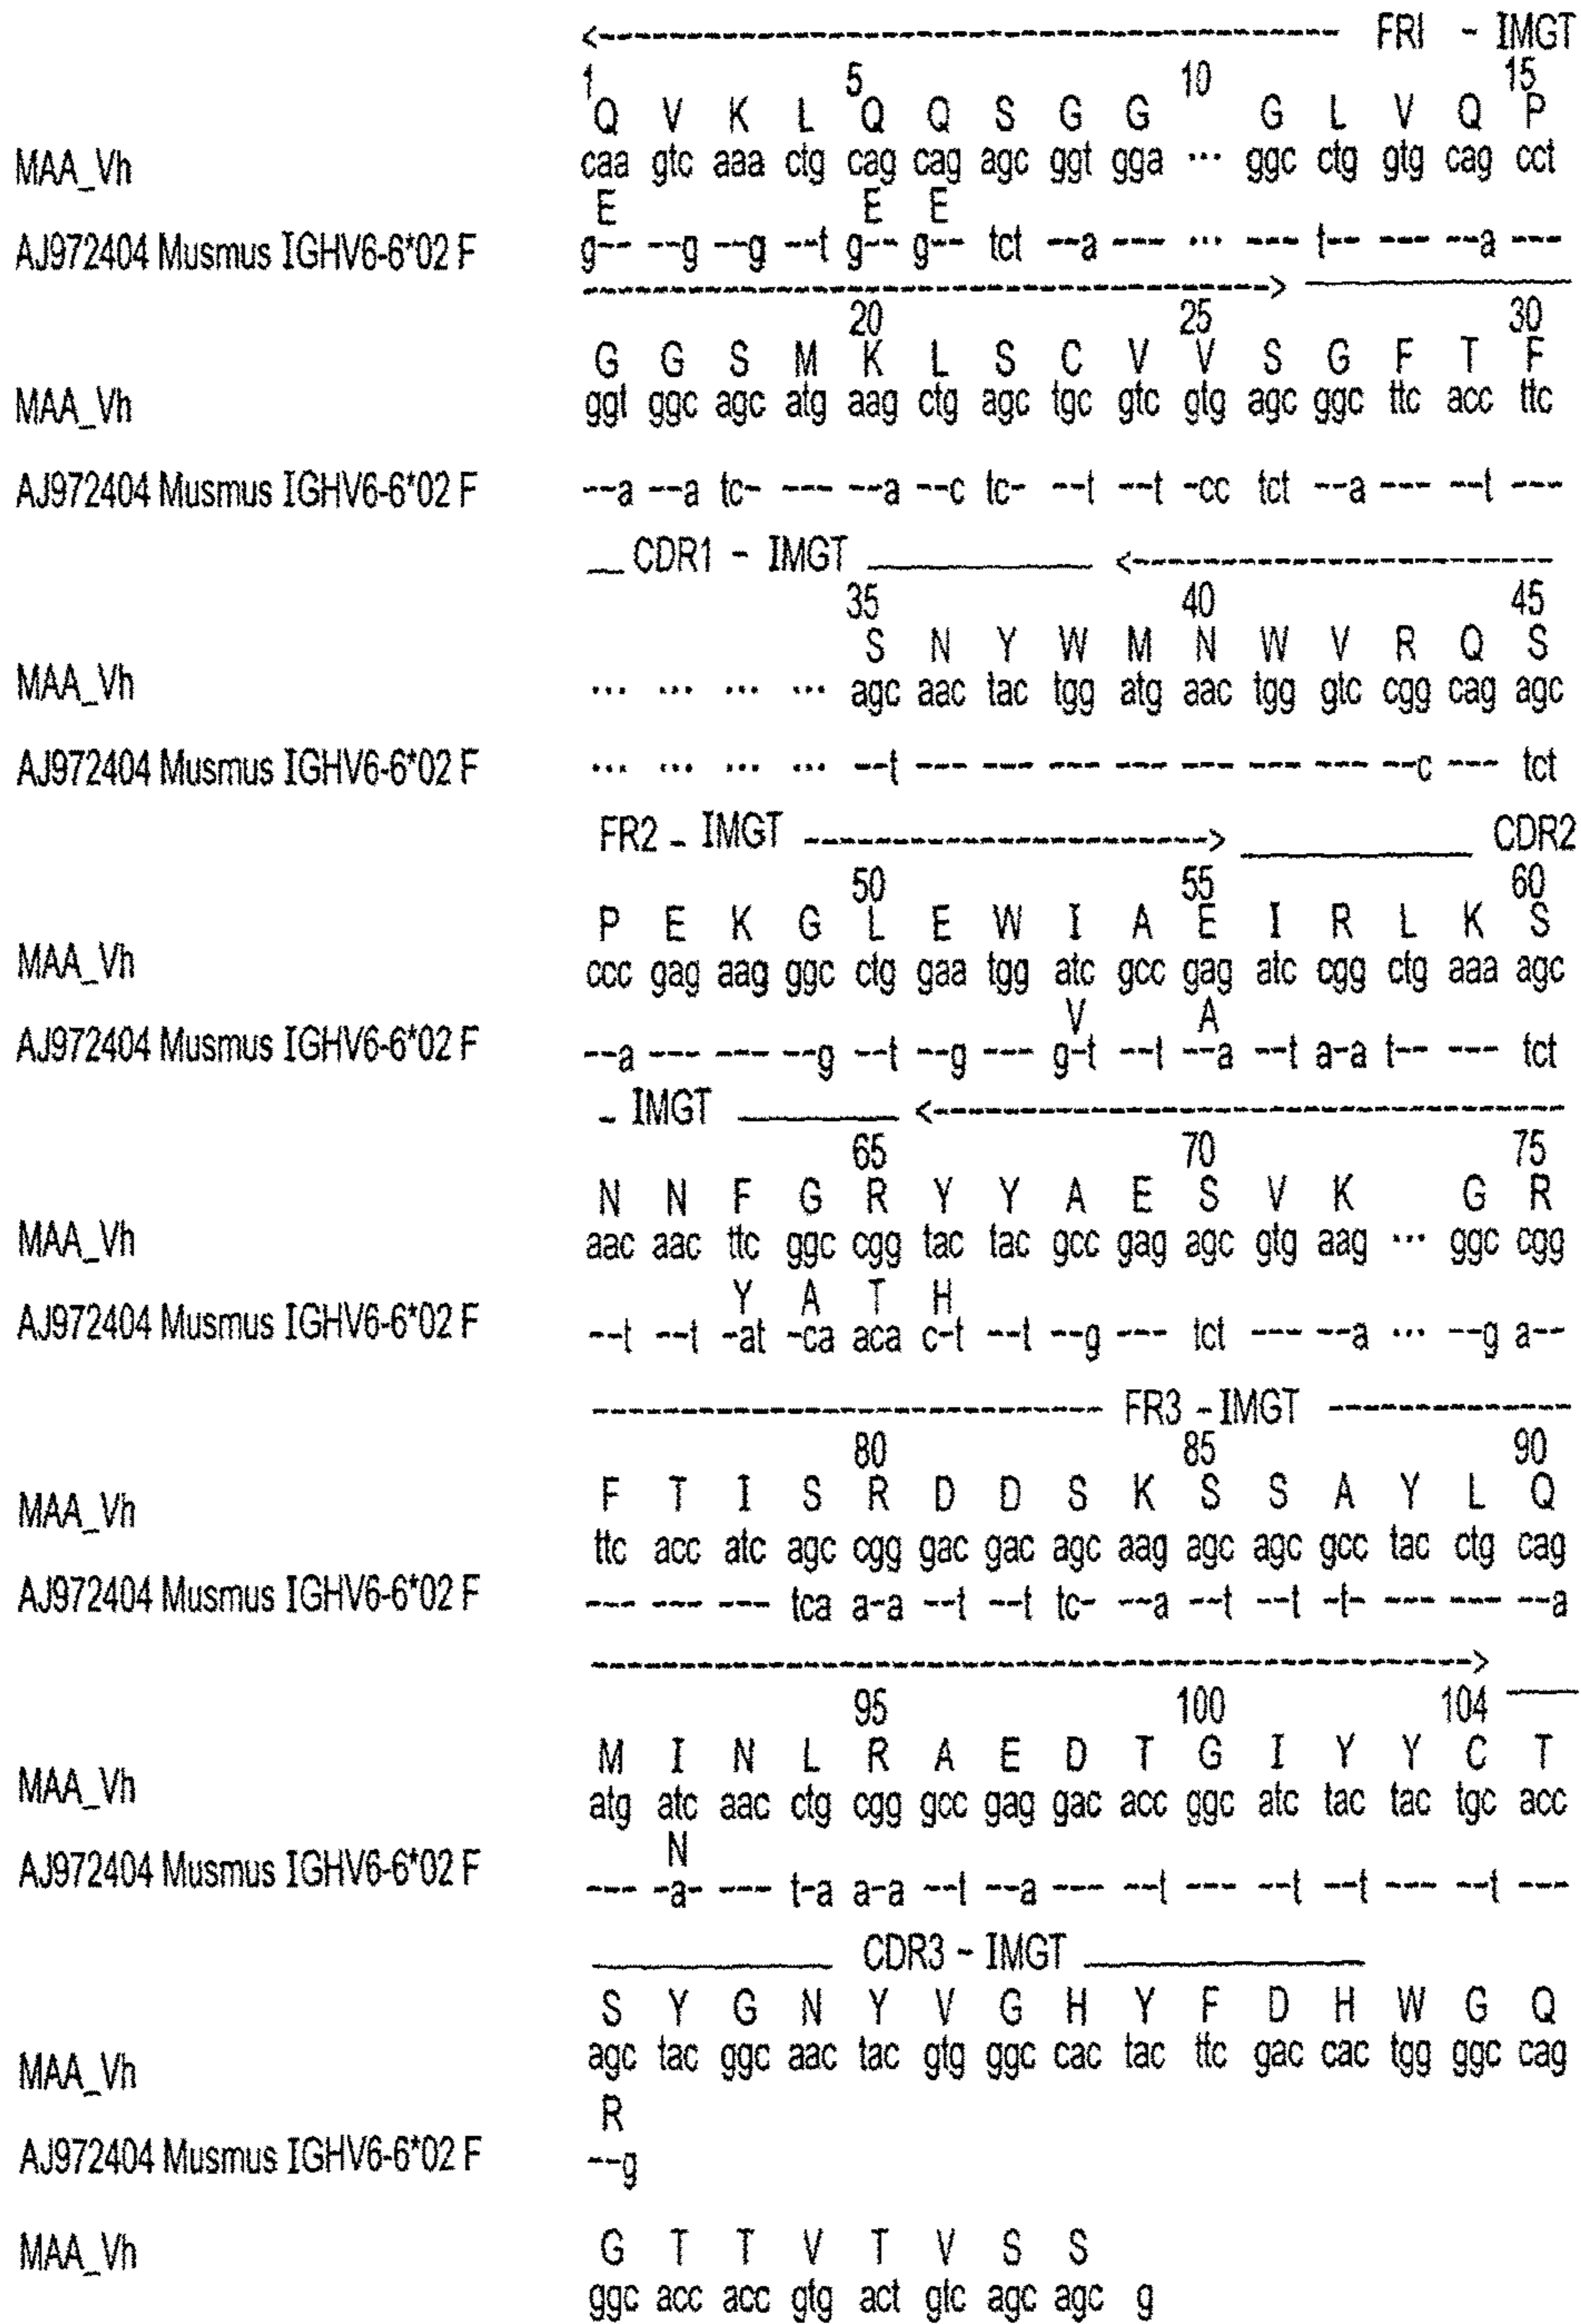 <---------------------------------------------- FRI - IMGT
1 5 10 15
Q V K L Q Q S G G G L V Q P
MAA_Vh caa gtc aaa ctg cag cag agc ggt gga ... ggc ctg gtg cag cct
E E E
AJ972404 Musmus IGHV6-6*02 F g-- --g --g --t g-- g-- tct --a --- ... --- t-- --- --a ---
-------------------------------------------> ________________
20 25 30
G G S M K L S C V V S G F T F
MAA_Vh ggt ggc agc atg aag ctg agc tgc gtc gtg agc ggc ttc acc ttc
AJ972404 Musmus IGHV6-6*02 F --a --a tc- --- --a --c tc- --t --t -cc tct --a --- --t ---
__ CDR1 - IMGT ______________ <---------------------------
35 40 45
S N Y W M N W V R Q S
MAA_Vh ... ... ... ... agc aac tac tgg atg aac tgg gtc cgg cag agc
AJ972404 Musmus IGHV6-6*02 F ... ... ... ... --t --- --- --- --- --- --- --- --c --- tct
FR2 - IMGT --------------------------> ______________ CDR2
50 55 60
P E K G L E W I A E I R L K S
MAA_Vh ccc gag aag ggc ctg gaa tgg atc gcc gag atc cgg ctg aaa agc
V A
AJ972404 Musmus IGHV6-6*02 F --a --- --- --g --t --g --- g-t --t --a --t a-a t-- --- tct
- IMGT __________ <----------------------------------------
65 70 75
N N F G R Y Y A E S V K G R
MAA_Vh aac aac ttc ggc cgg tac tac gcc gag agc gtg aag ... ggc cgg
Y A T H
AJ972404 Musmus IGHV6-6*02 F --t --t -at -ca aca c-t --t --g --- tct --- --a ... --g a--
-------------------------------- FR3 - IMGT ---------------
80 85 90
F T I S R D D S K S S A Y L Q
MAA_Vh ttc acc atc agc cgg gac gac agc aag agc agc gcc tac ctg cag
AJ972404 Musmus IGHV6-6*02 F --- --- --- tca a-a --t --t tc- --a --t --t -t- --- --- --a
--------------------------------------------------------> ____
95 100 104
M I N L R A E D T G I Y Y C T
MAA_Vh atg atc aac ctg cgg gcc gag gac acc ggc atc tac tac tgc acc
N
AJ972404 Musmus IGHV6-6*02 F --- -a- --- t-a a-a --t --a --- --t --- --t --t --- --t ---
_______________ CDR3 - IMGT _________________
S Y G N Y V G H Y F D H W G Q
MAA_Vh agc tac ggc aac tac gtg ggc cac tac ttc gac cac tgg ggc cag
R
AJ972404 Musmus IGHV6-6*02 F --g
MAA_Vh G T T V T V S S
ggc acc acc gtg act gtc agc agc g